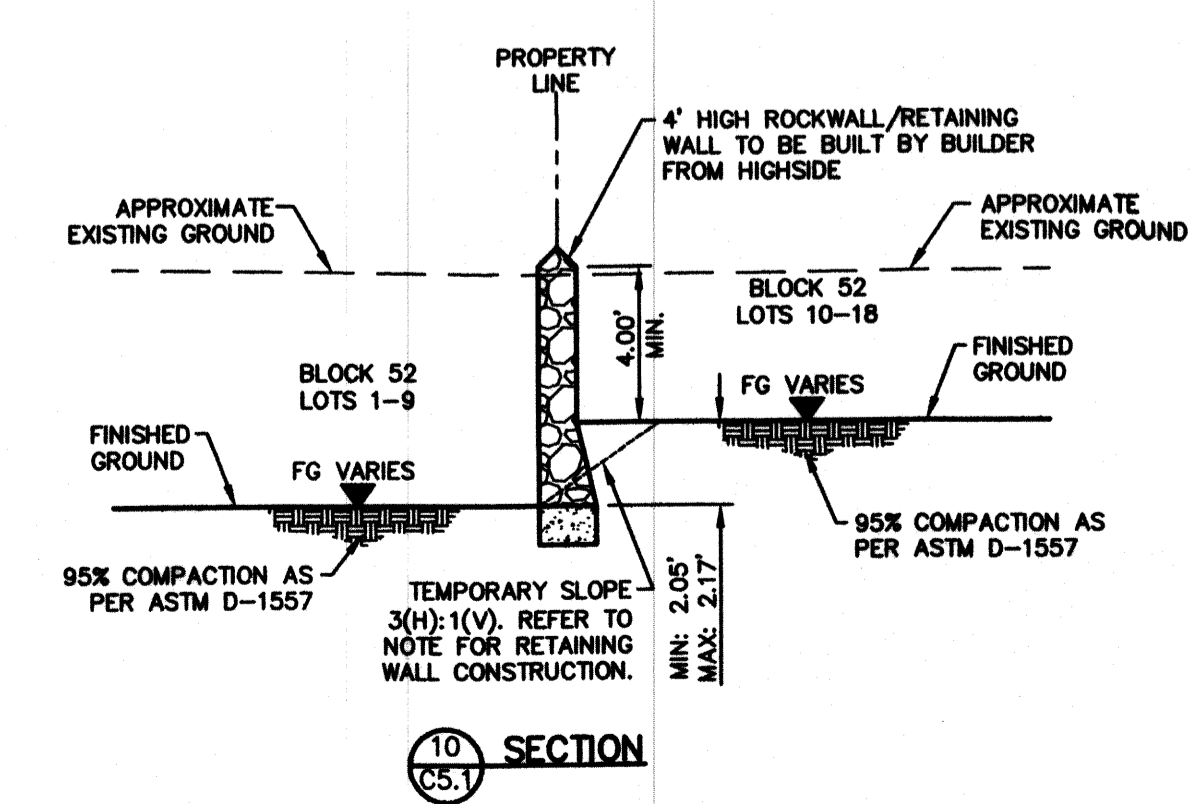 PROPERTY
LINE
4' HIGH ROCKWALL/RETAINING
WALL TO BE BUILT BY BUILDER
FROM HIGHSIDE
APPROXIMATE
EXISTING GROUND
APPROXIMATE
EXISTING GROUND
BLOCK 52
LOTS 10-18
4.00'
MIN.
BLOCK 52
LOTS 1-9
FINISHED
GROUND
FG VARIES
FINISHED
GROUND
FG VARIES
95% COMPACTION AS
PER ASTM D-1557
95% COMPACTION AS
PER ASTM D-1557
TEMPORARY SLOPE
3(H):1(V). REFER TO
NOTE FOR RETAINING
WALL CONSTRUCTION.
MIN: 2.05'
MAX: 2.17'
10
C5.1
SECTION